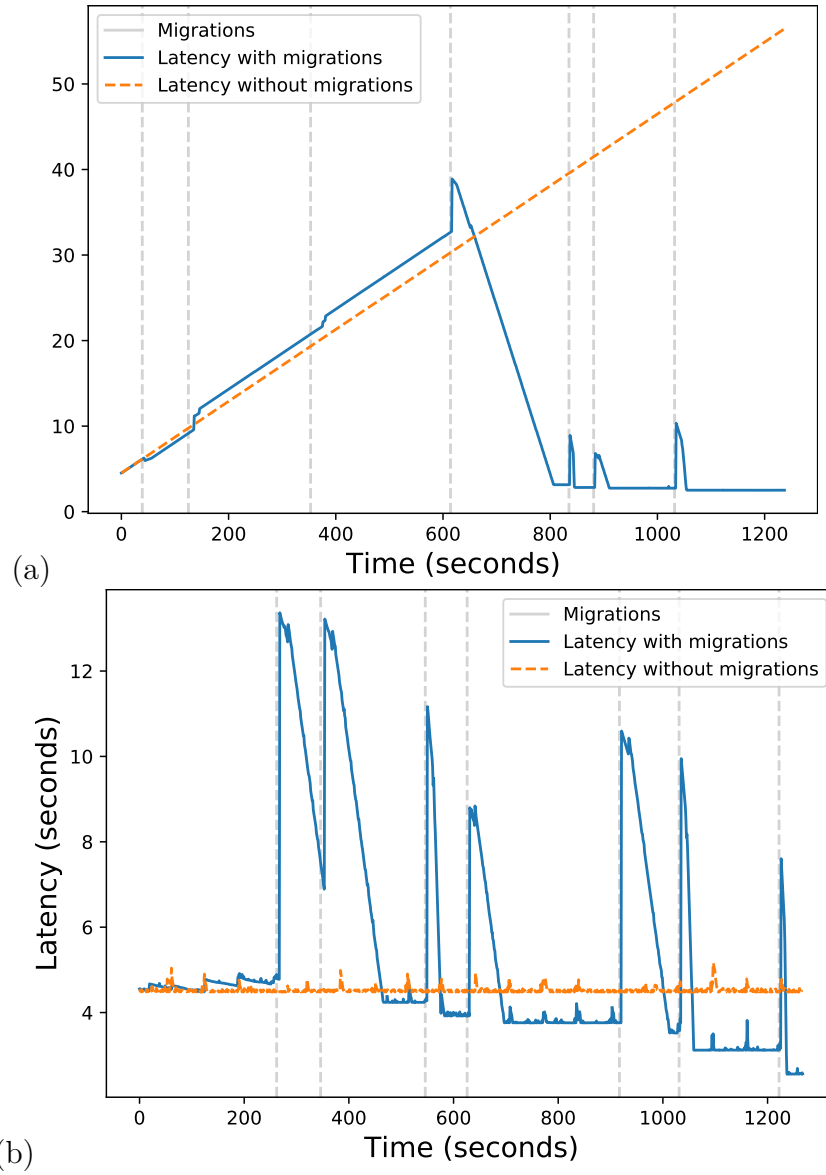 Migrations
Latency with migrations
Latency without migrations
50
40
30
20
10
0
0 200 400 600 800 1000 1200
Time (seconds)
(a)
Migrations
Latency with migrations
Latency without migrations
12
10
8
6
4
Latency (seconds)
0 200 400 600 800 1000 1200
Time (seconds)
(b)